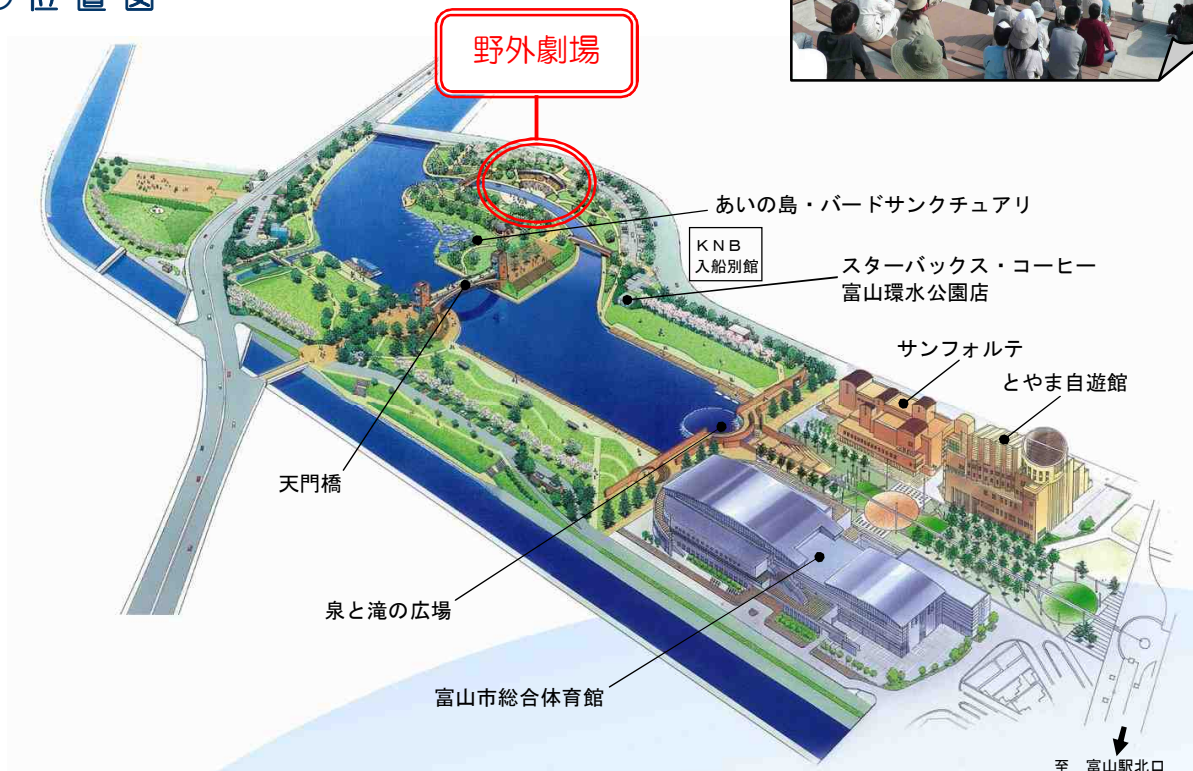 位置図
野外劇場
あいの島・バードサンクチュアリ
KNB
入船別館
スターバックス・コーヒー
富山環水公園店
サンフォルテ
とやま自遊館
天門橋
泉と滝の広場
富山市総合体育館
至 富山駅北口